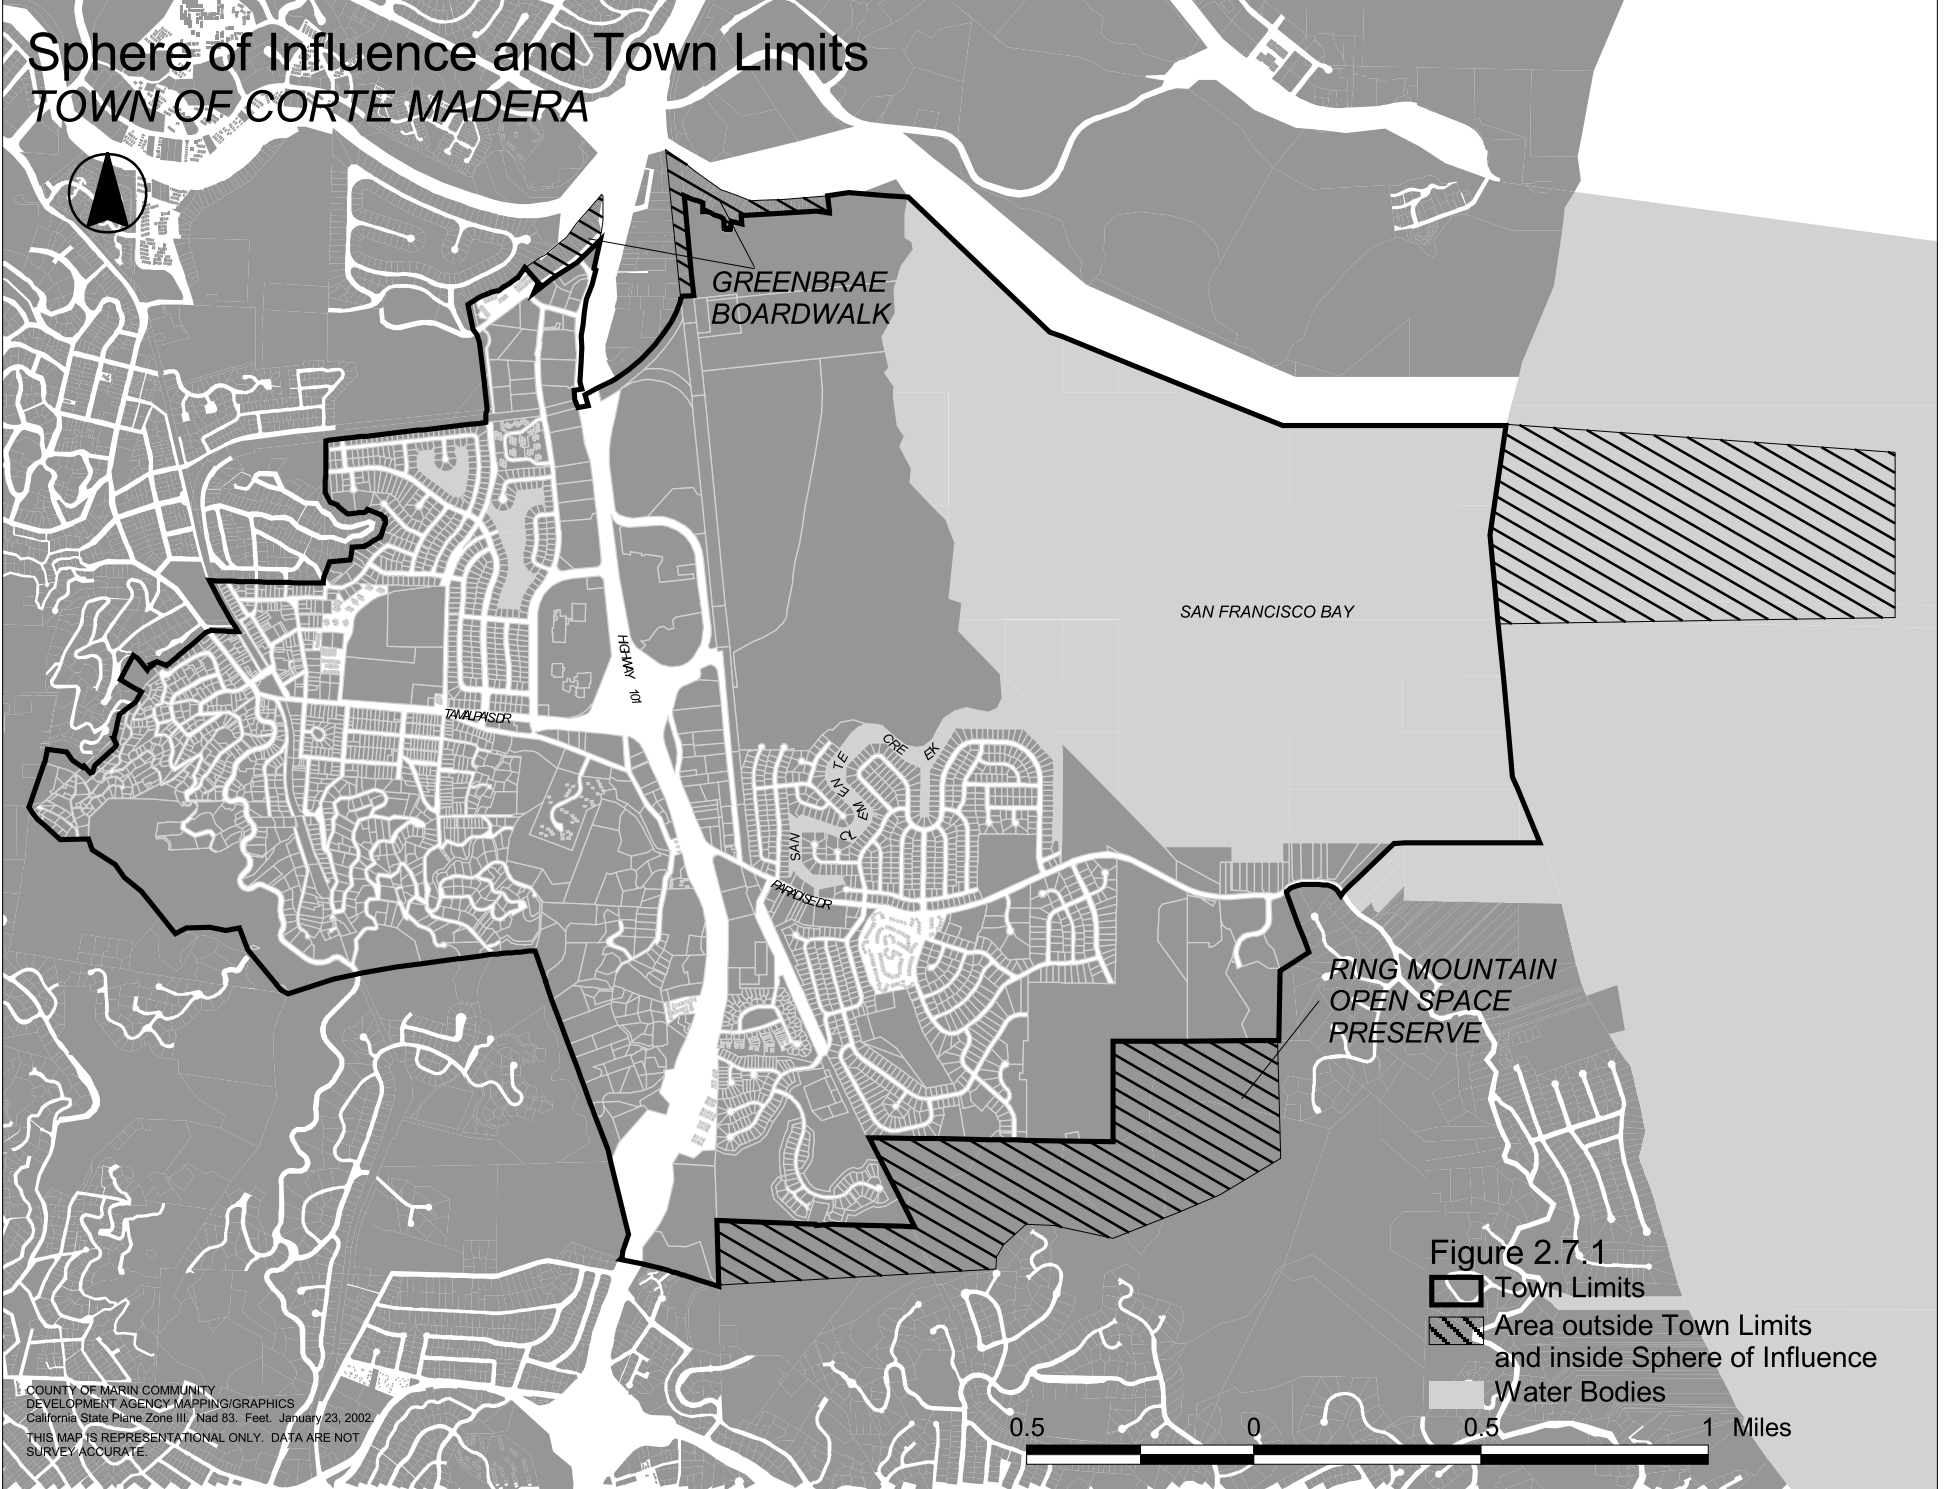 Sphere of Influence and Town Limits
TOWN OF CORTE MADERA
GREENBRAE
BOARDWALK
SAN FRANCISCO BAY
HIGHWAY 101
TAMALPAIS DR
SAN CLEMENTE CREEK
PARADISE DR
RING MOUNTAIN
OPEN SPACE
PRESERVE
Figure 2.7.1
Town Limits
Area outside Town Limits
and inside Sphere of Influence
Water Bodies
0.5 0 0.5 1 Miles
COUNTY OF MARIN COMMUNITY
DEVELOPMENT AGENCY MAPPING/GRAPHICS
California State Plane Zone III. Nad 83. Feet. January 23, 2002.
THIS MAP IS REPRESENTATIONAL ONLY. DATA ARE NOT
SURVEY ACCURATE.